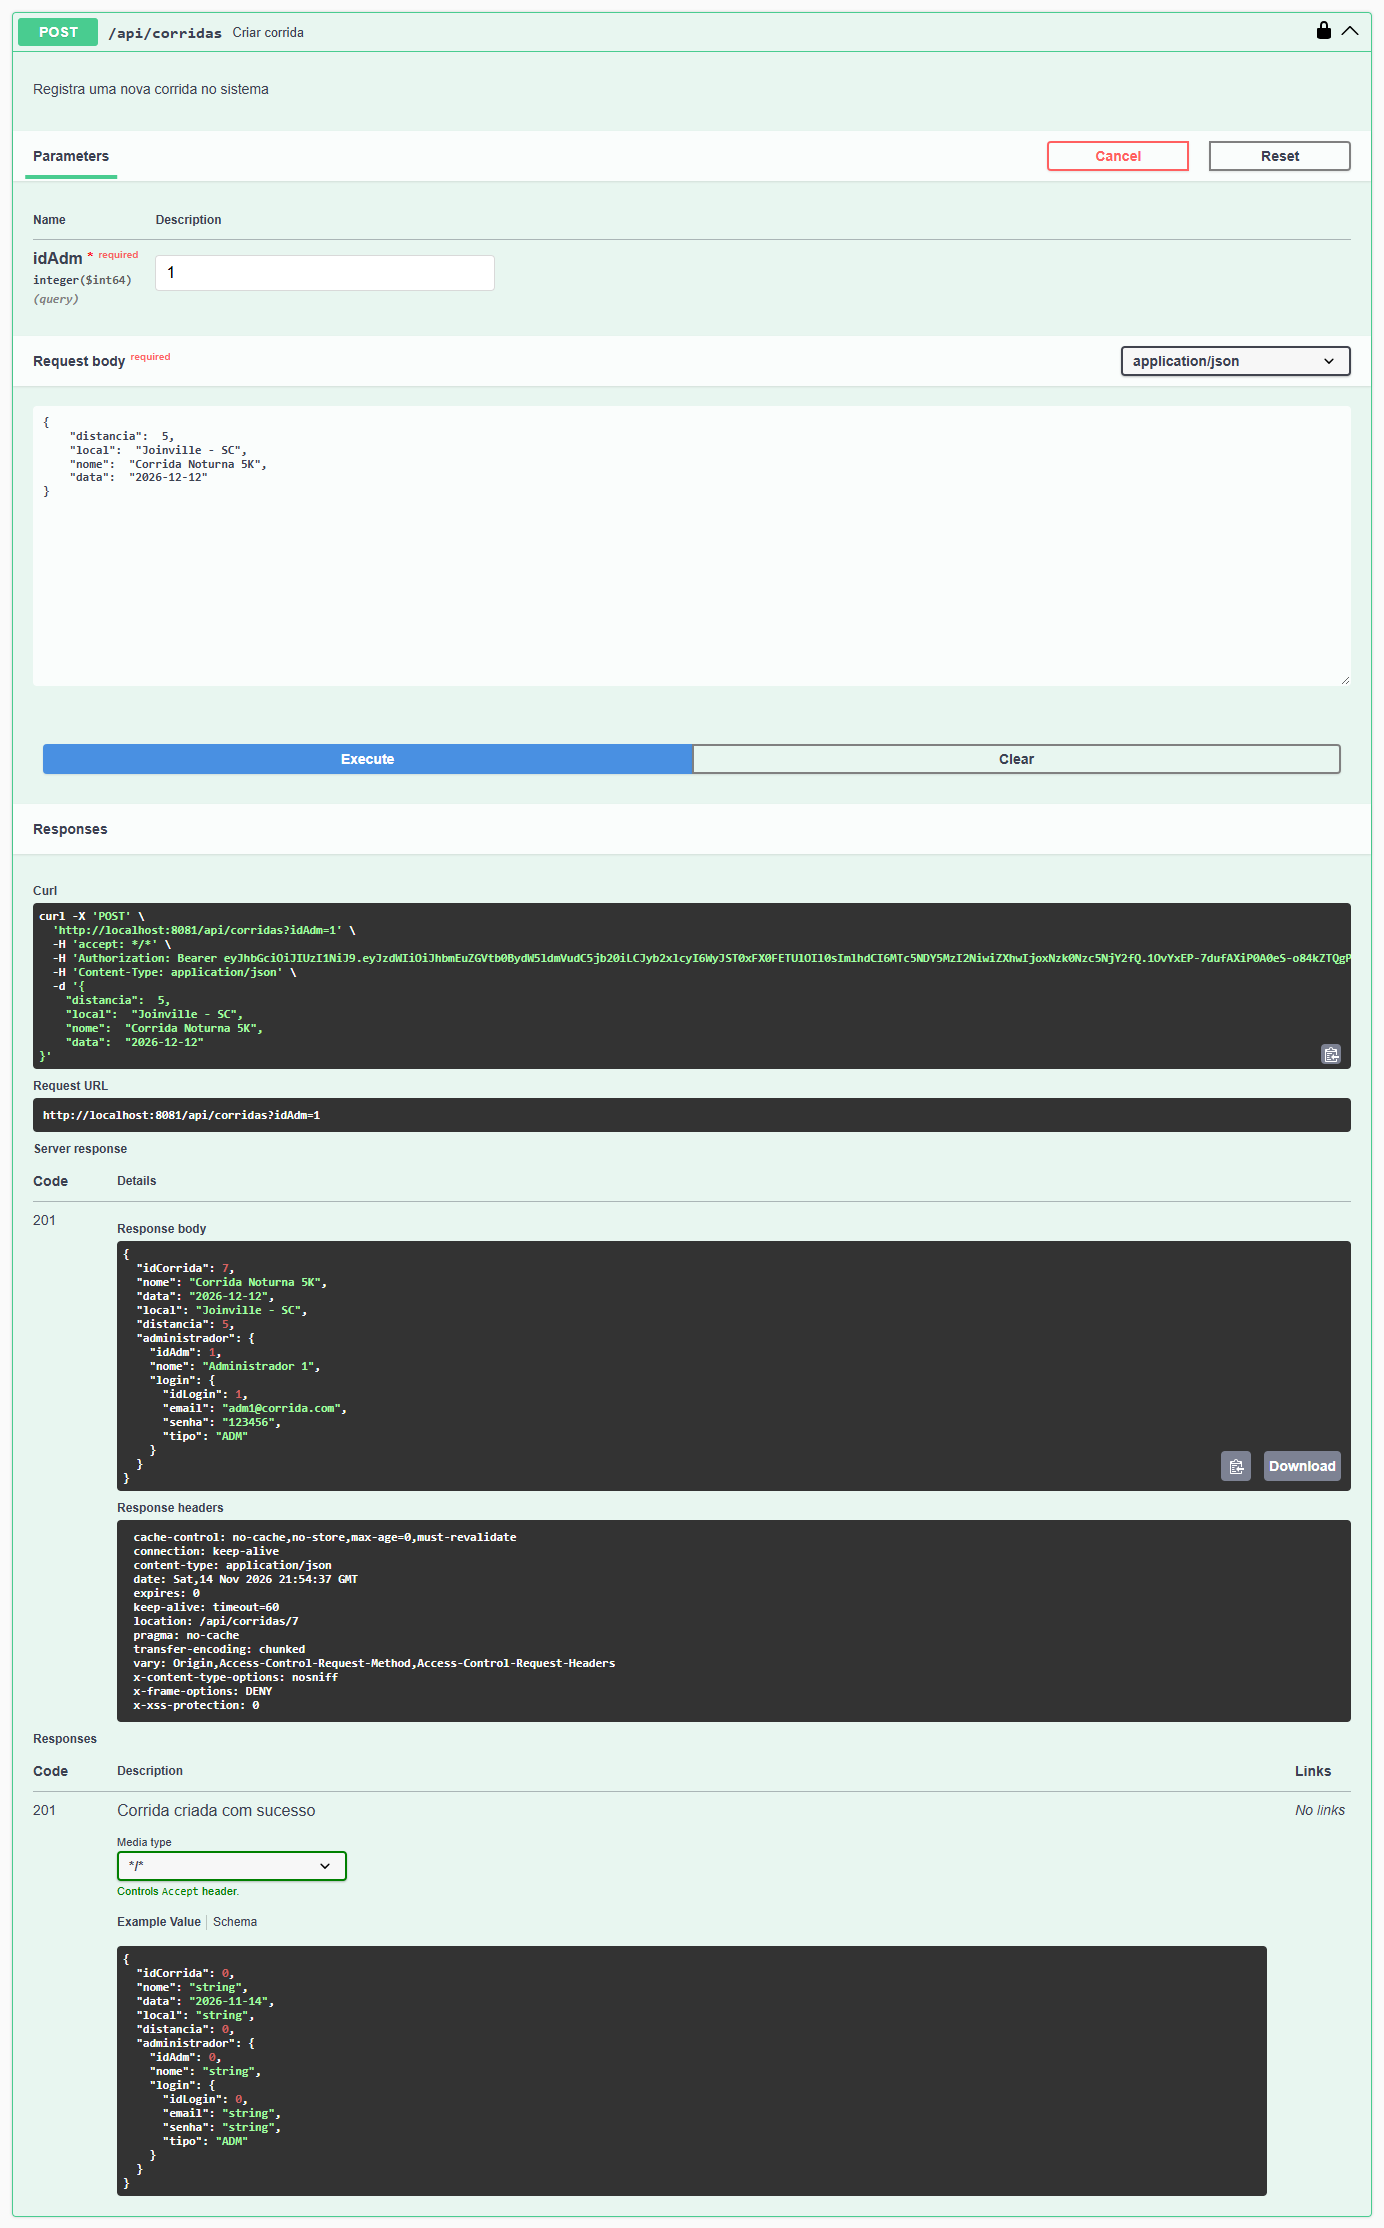 POST /api/corridas Criar corrida
Registra uma nova corrida no sistema
Parameters
Cancel
Reset
Name Description
idAdm * required
integer($int64)
(query)
1
Request body required
application/json
{
    "distancia":  5,
    "local":  "Joinville - SC",
    "nome":  "Corrida Noturna 5K",
    "data":  "2026-12-12"
}
Execute
Clear
Responses
Curl
curl -X 'POST' \
  'http://localhost:8081/api/corridas?idAdm=1' \
  -H 'accept: */*' \
  -H 'Authorization: Bearer
  -H 'Content-Type: application/json' \
  -d '{
    "distancia":  5,
    "local":  "Joinville - SC",
    "nome":  "Corrida Noturna 5K",
    "data":  "2026-12-12"
}'
Request URL
http://localhost:8081/api/corridas?idAdm=1
Server response
Code Details
201
Response body
{
  "idCorrida": 7,
  "nome": "Corrida Noturna 5K",
  "data": "2026-12-12",
  "local": "Joinville - SC",
  "distancia": 5,
  "administrador": {
    "idAdm": 1,
    "nome": "Administrador 1",
    "login": {
      "idLogin": 1,
      "email": "adm1@corrida.com",
      "senha": "123456",
      "tipo": "ADM"
    }
  }
}
Download
Response headers
cache-control: no-cache,no-store,max-age=0,must-revalidate
connection: keep-alive
content-type: application/json
date: Sat,14 Nov 2026 21:54:37 GMT
expires: 0
keep-alive: timeout=60
location: /api/corridas/7
pragma: no-cache
transfer-encoding: chunked
vary: Origin,Access-Control-Request-Method,Access-Control-Request-Headers
x-content-type-options: nosniff
x-frame-options: DENY
x-xss-protection: 0
Responses
Code Description Links
201 Corrida criada com sucesso No links
Media type
*/*
Controls Accept header.
Example Value Schema
{
  "idCorrida": 0,
  "nome": "string",
  "data": "2026-11-14",
  "local": "string",
  "distancia": 0,
  "administrador": {
    "idAdm": 0,
    "nome": "string",
    "login": {
      "idLogin": 0,
      "email": "string",
      "senha": "string",
      "tipo": "ADM"
    }
  }
}